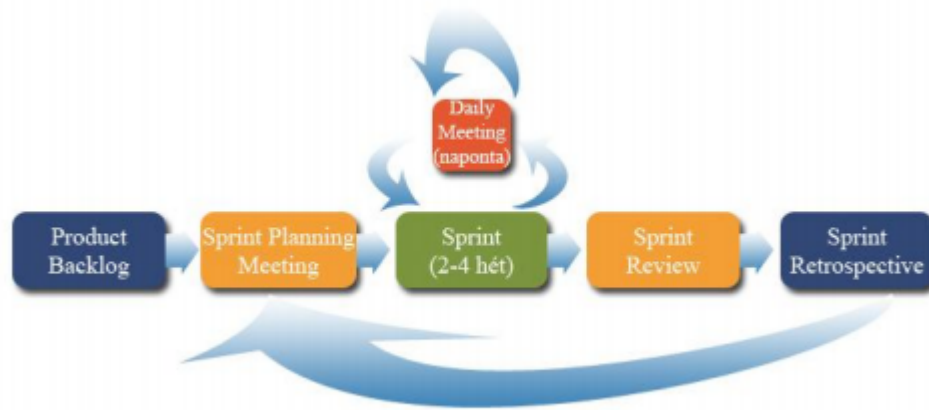 Daily
Meeting
(naponta)
Product
Backlog
Sprint Planning
Meeting
Sprint
(2-4 hét)
Sprint
Review
Sprint
Retrospective